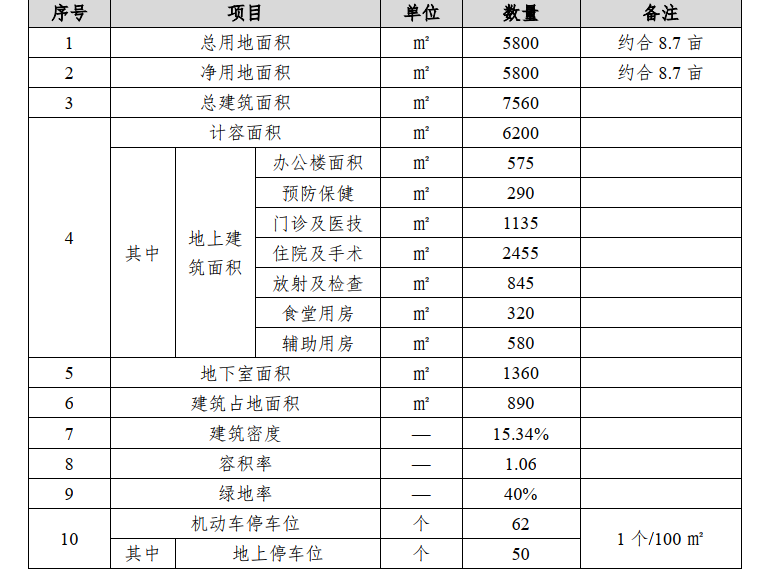 序号 项目 单位 数量 备注
1 总用地面积 ㎡ 5800 约合 8.7 亩
2 净用地面积 ㎡ 5800 约合 8.7 亩
3 总建筑面积 ㎡ 7560
4 计容面积 ㎡ 6200
其中 地上建筑面积 办公楼面积 ㎡ 575
预防保健 ㎡ 290
门诊及医技 ㎡ 1135
住院及手术 ㎡ 2455
放射及检查 ㎡ 845
食堂用房 ㎡ 320
辅助用房 ㎡ 580
5 地下室面积 ㎡ 1360
6 建筑占地面积 ㎡ 890
7 建筑密度 — 15.34%
8 容积率 — 1.06
9 绿地率 — 40%
10 机动车停车位 个 62 1 个/100 ㎡
其中 地上停车位 个 50